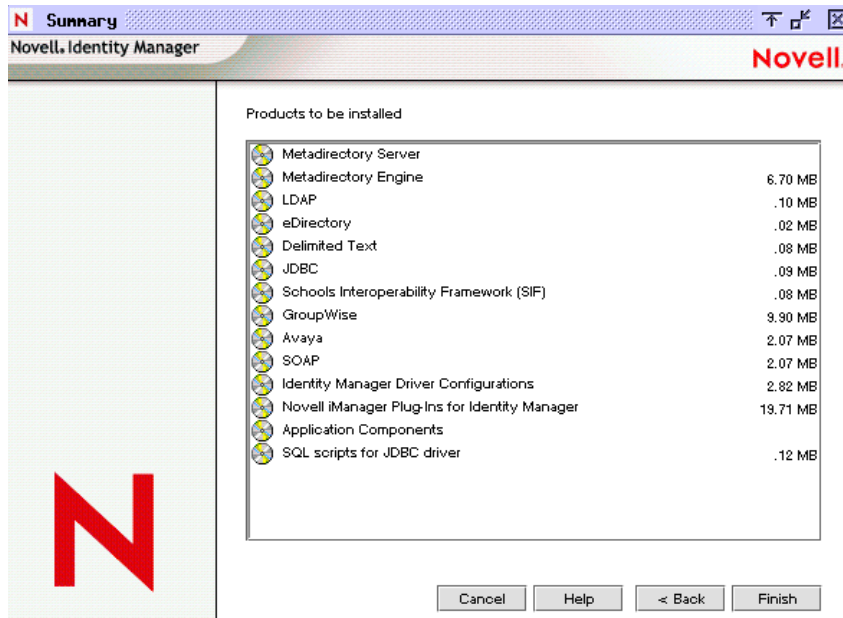 N Summary
Novell. Identity Manager
Novell.
Products to be installed
Metadirectory Server
Metadirectory Engine 6.70 MB
LDAP .10 MB
eDirectory .02 MB
Delimited Text .08 MB
JDBC .09 MB
Schools Interoperability Framework (SIF) .08 MB
GroupWise 9.90 MB
Avaya 2.07 MB
SOAP 2.07 MB
Identity Manager Driver Configurations 2.82 MB
Novell iManager Plug-Ins for Identity Manager 19.71 MB
Application Components
SQL scripts for JDBC driver .12 MB
N
Cancel Help < Back Finish